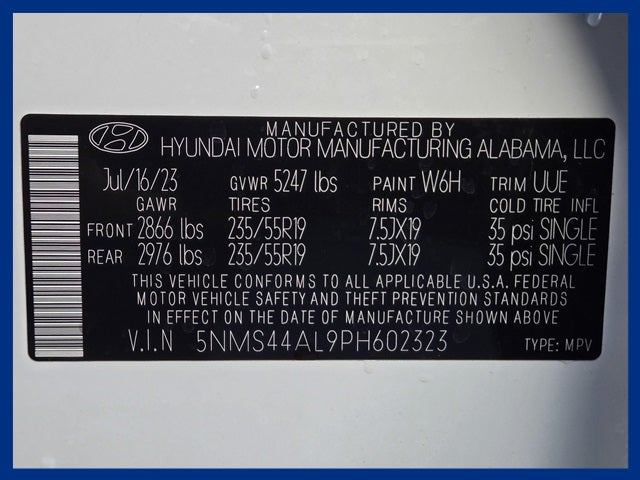 MANUFACTURED BY
HYUNDAI MOTOR MANUFACTURING ALABAMA, LLC
Jul/16/23 GVWR 5247 lbs PAINT W6H TRIM UUE
GAWR TIRES RIMS COLD TIRE INFL
FRONT 2866 lbs 235/55R19 7.5JX19 35 psi SINGLE
REAR 2976 lbs 235/55R19 7.5JX19 35 psi SINGLE
THIS VEHICLE CONFORMS TO ALL APPLICABLE U.S.A. FEDERAL
MOTOR VEHICLE SAFETY AND THEFT PREVENTION STANDARDS
IN EFFECT ON THE DATE OF MANUFACTURE SHOWN ABOVE.
V.I.N 5NMS44AL9PH602323 TYPE: MPV